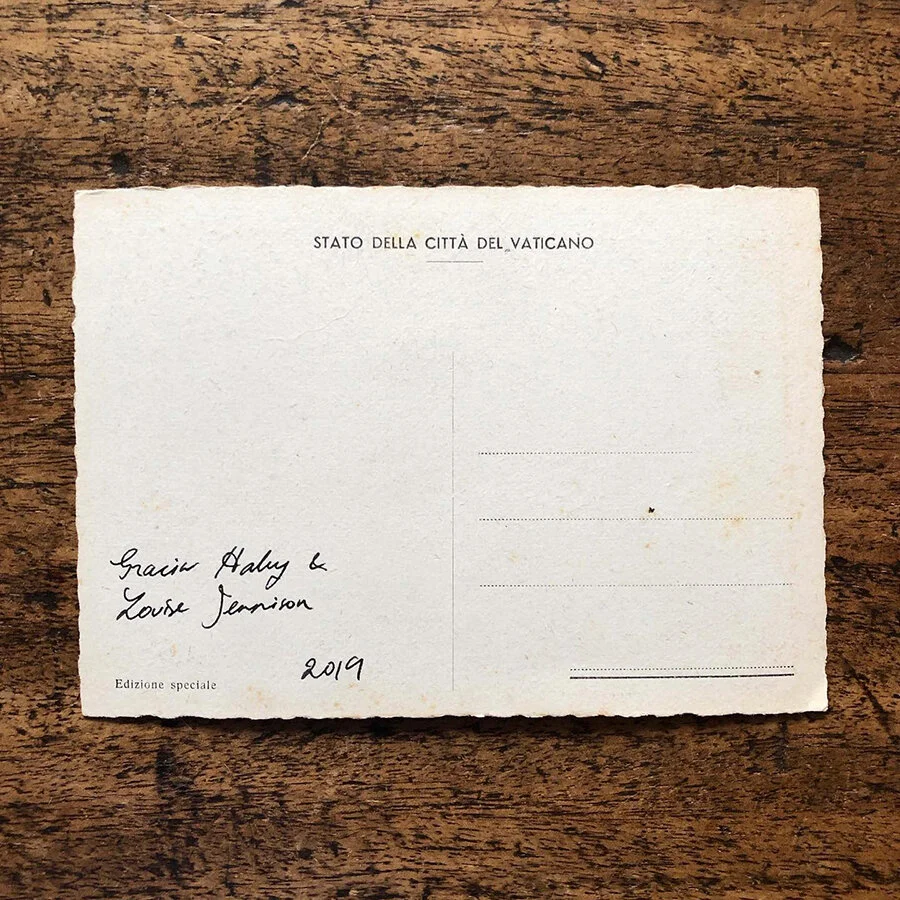 STATO DELLA CITTÀ DEL VATICANO
Gracia Haby &
Louise Jennison
2019
Edizione speciale